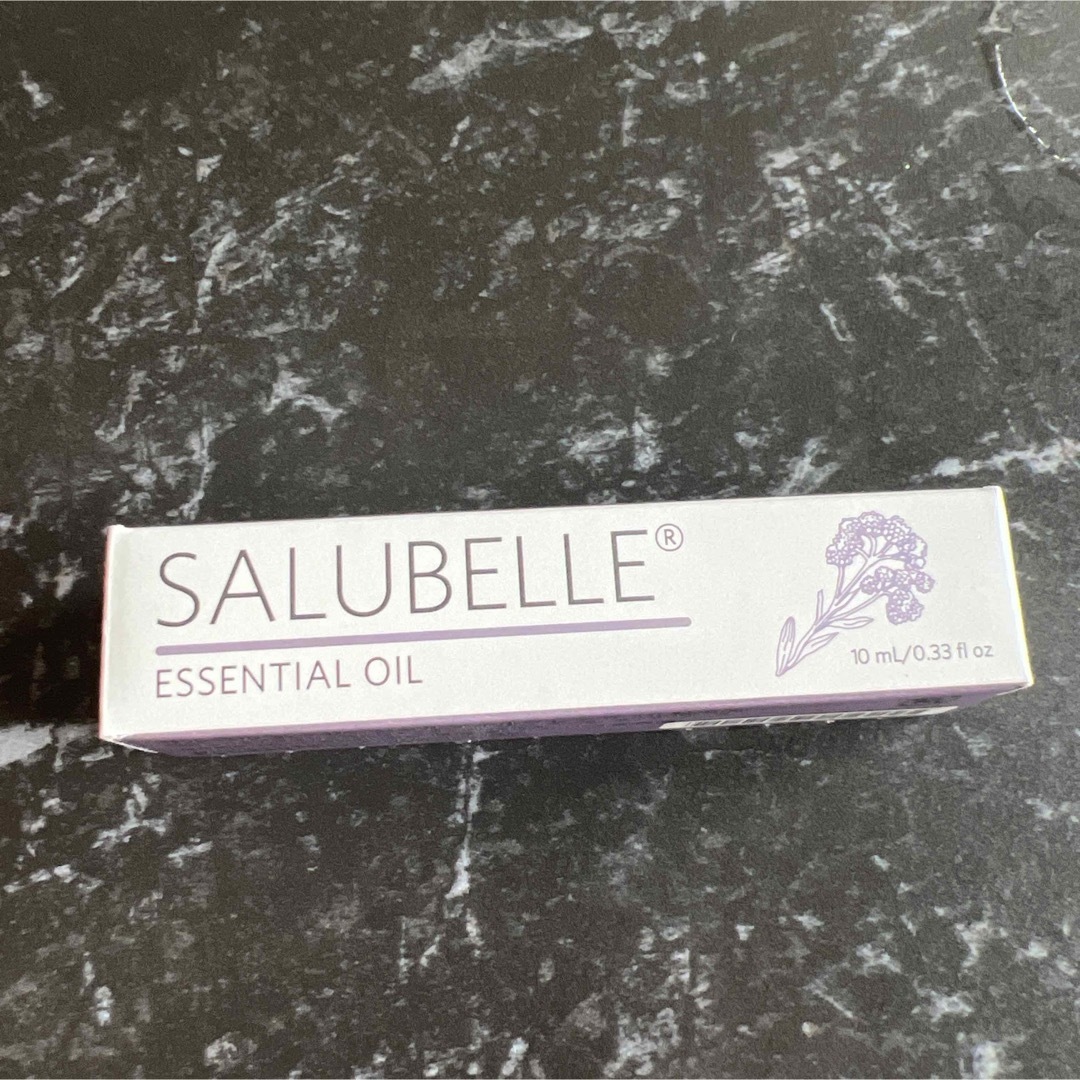 SALUBELLE®
ESSENTIAL OIL
10 mL/0.33 fl oz